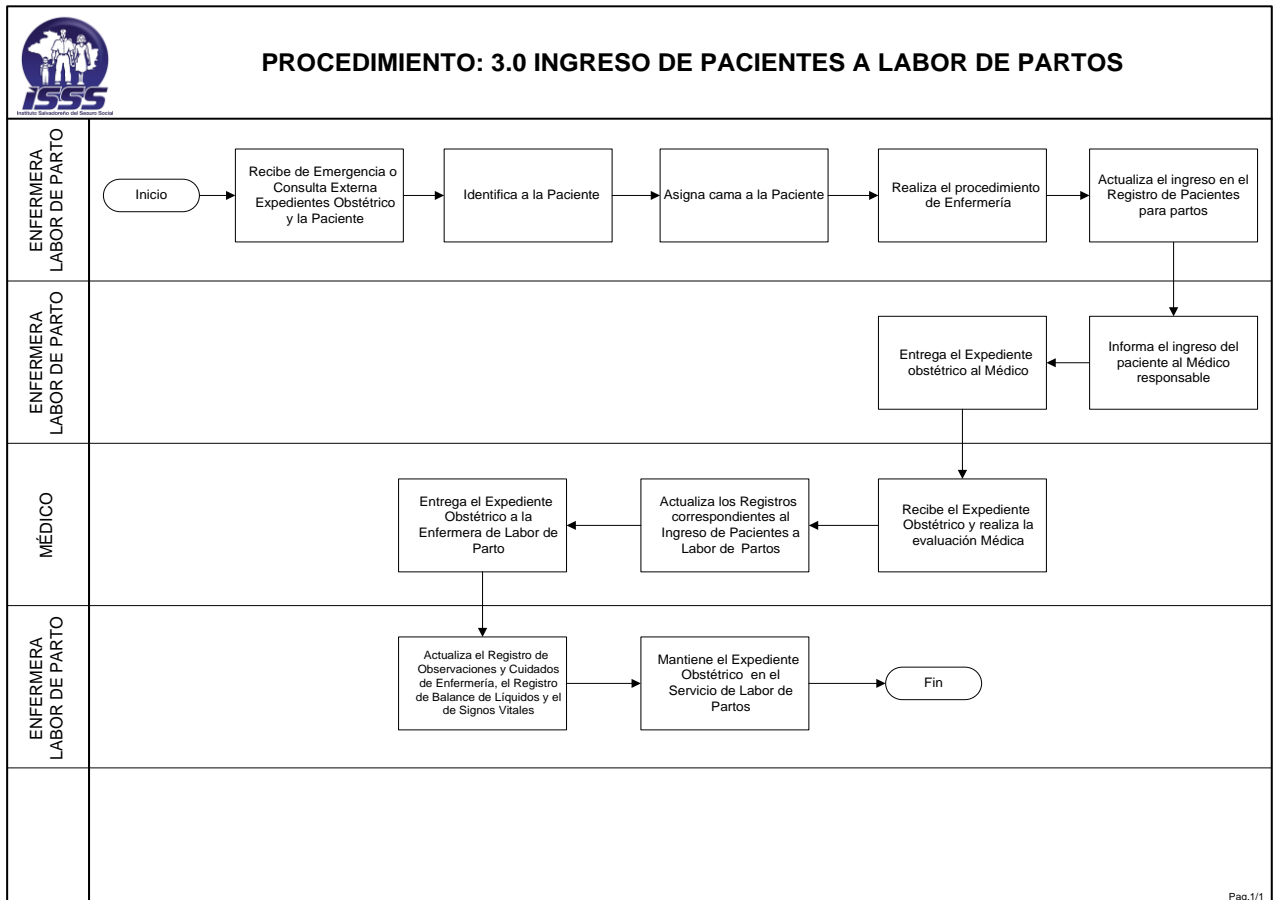 ISSS
Instituto Salvadoreño del Seguro Social
PROCEDIMIENTO: 3.0 INGRESO DE PACIENTES A LABOR DE PARTOS
ENFERMERA
LABOR DE PARTO
Inicio
Recibe de Emergencia o
Consulta Externa
Expedientes Obstétrico
y la Paciente
Identifica a la Paciente
Asigna cama a la Paciente
Realiza el procedimiento
de Enfermería
Actualiza el ingreso en el
Registro de Pacientes
para partos
ENFERMERA
LABOR DE PARTO
Informa el ingreso del
paciente al Médico
responsable
Entrega el Expediente
obstétrico al Médico
MÉDICO
Recibe el Expediente
Obstétrico y realiza la
evaluación Médica
Actualiza los Registros
correspondientes al
Ingreso de Pacientes a
Labor de Partos
Entrega el Expediente
Obstétrico a la
Enfermera de Labor de
Parto
ENFERMERA
LABOR DE PARTO
Actualiza el Registro de
Observaciones y Cuidados
de Enfermería, el Registro
de Balance de Líquidos y el
de Signos Vitales
Mantiene el Expediente
Obstétrico en el
Servicio de Labor de
Partos
Fin
Pag.1/1